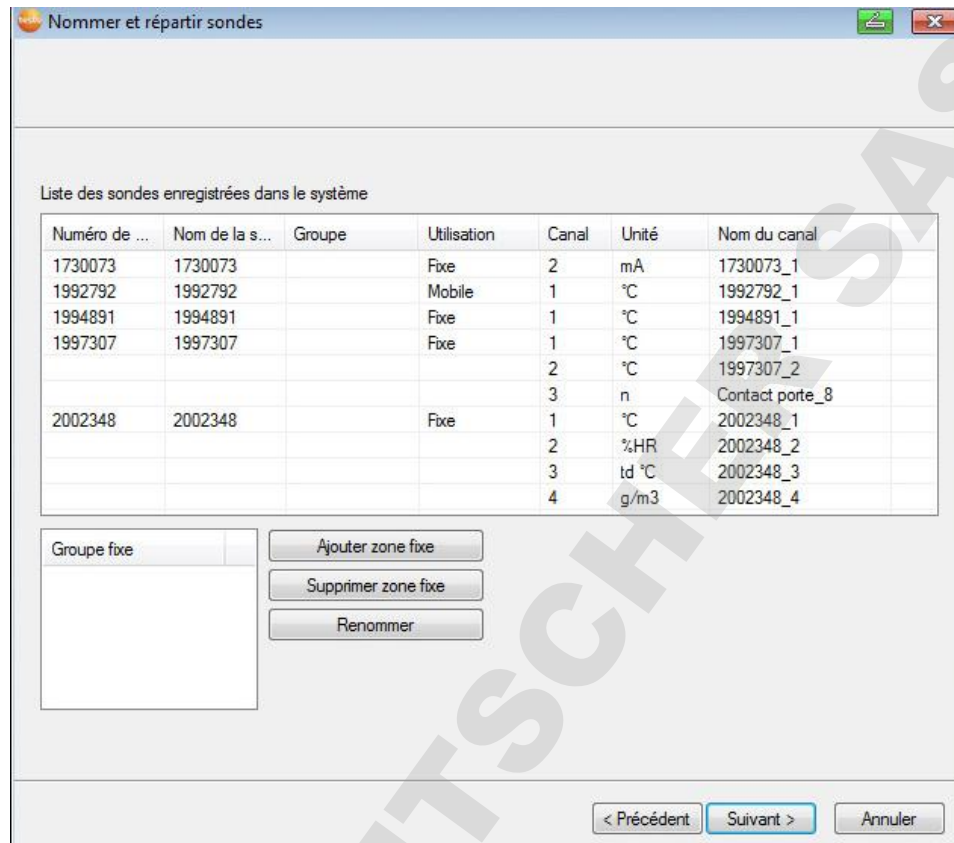 testo Nommer et répartir sondes
Liste des sondes enregistrées dans le système
Numéro de ... Nom de la s... Groupe Utilisation Canal Unité Nom du canal
1730073 1730073 Fixe 2 mA 1730073_1
1992792 1992792 Mobile 1 °C 1992792_1
1994891 1994891 Fixe 1 °C 1994891_1
1997307 1997307 Fixe 1 °C 1997307_1
2 °C 1997307_2
3 n Contact porte_8
2002348 2002348 Fixe 1 °C 2002348_1
2 %HR 2002348_2
3 td °C 2002348_3
4 g/m3 2002348_4
Groupe fixe
Ajouter zone fixe
Supprimer zone fixe
Renommer
< Précédent Suivant > Annuler
TSCHER SAS